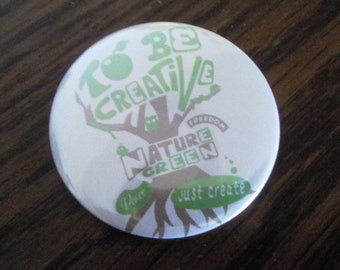 TO BE
CREATIVE
FREEDOM
NATURE
GREEN
just create